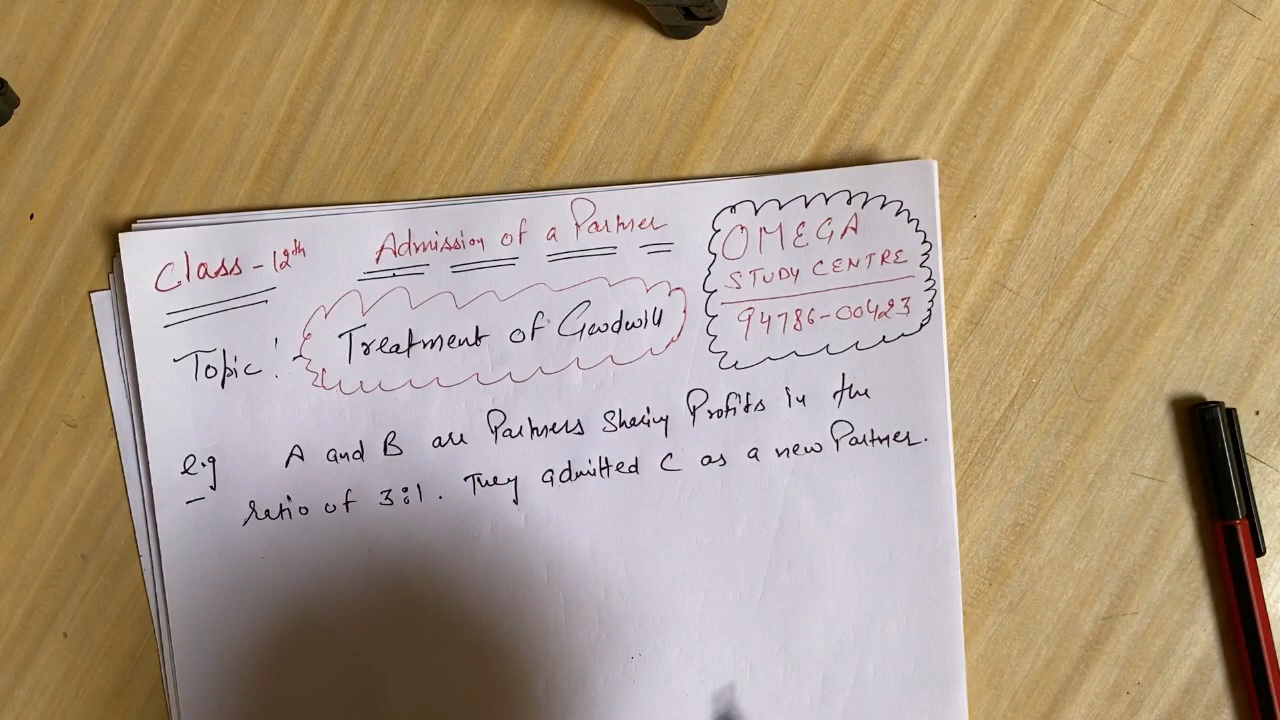 Class - 12th
Admission of a Partner
OMEGA
STUDY CENTRE
94786-00423
Topic :- Treatment of Goodwill
e.g A and B are Partners Sharing Profits in the
ratio of 3:1. They admitted C as a new Partner.